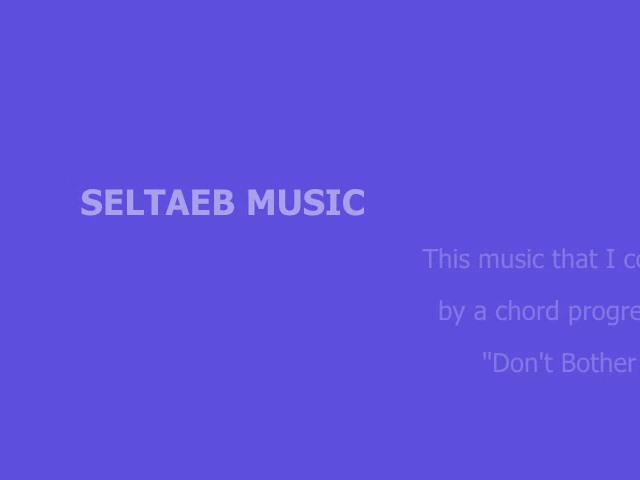 SELTAEB MUSIC
This music that I
by a chord
"Don't Bother